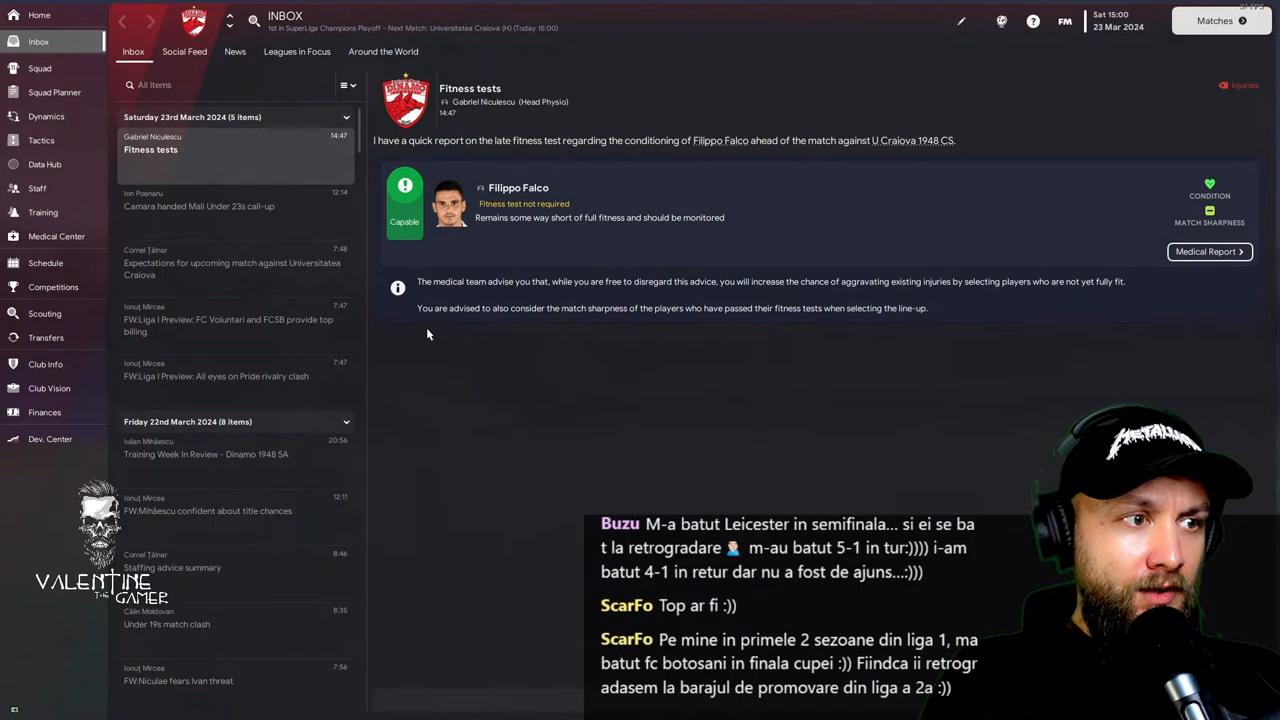 Home
Inbox
Squad
Squad Planner
Dynamics
Tactics
Data Hub
Staff
Training
Medical Center
Schedule
Competitions
Scouting
Transfers
Club Info
Club Vision
Finances
Dev. Center
INBOX
1st in SuperLiga Champions Playoff - Next Match: Universitatea Craiova (H) (Today 15:00)
FM
Sat 15:00
23 Mar 2024
Matches
Inbox
Social Feed
News
Leagues in Focus
Around the World
All Items
Saturday 23rd March 2024 (5 items)
Gabriel Niculescu 14:47
Fitness tests
Ion Poenaru 12:14
Camara handed Mali Under 23s call-up
Cornel Țălnar 7:48
Expectations for upcoming match against Universitatea
Craiova
Ionuț Mircea 7:47
FW:Liga I Preview: FC Voluntari and FCSB provide top
billing
Ionuț Mircea 7:47
FW:Liga I Preview: All eyes on Pride rivalry clash
Friday 22nd March 2024 (8 items)
Iulian Mihăescu 20:56
Training Week In Review - Dinamo 1948 SA
Ionuț Mircea 12:11
FW:Mihăescu confident about title chances
Cornel Țălnar 8:46
Staffing advice summary
Călin Moldovan 8:35
Under 19s match clash
Ionuț Mircea 7:56
FW:Niculae fears Ivan threat
DINAMO
Fitness tests
Gabriel Niculescu (Head Physio)
14:47
Injuries
I have a quick report on the late fitness test regarding the conditioning of Filippo Falco ahead of the match against U Craiova 1948 CS.
Capable
Filippo Falco
Fitness test not required
Remains some way short of full fitness and should be monitored
CONDITION
MATCH SHARPNESS
Medical Report
The medical team advise you that, while you are free to disregard this advice, you will increase the chance of aggravating existing injuries by selecting players who are not yet fully fit.
You are advised to also consider the match sharpness of the players who have passed their fitness tests when selecting the line-up.
VALENTINE
THE GAMER
METALLICA
Buzu M-a batut Leicester in semifinala... si ei se ba
t la retrogradare 🤦🏻‍♂️ m-au batut 5-1 in tur:)))) i-am
batut 4-1 in retur dar nu a fost de ajuns...:)))
ScarFo Top ar fi :))
ScarFo Pe mine in primele 2 sezoane din liga 1, ma
batut fc botosani in finala cupei :)) Fiindca ii retrogr
adasem la barajul de promovare din liga a 2a :))